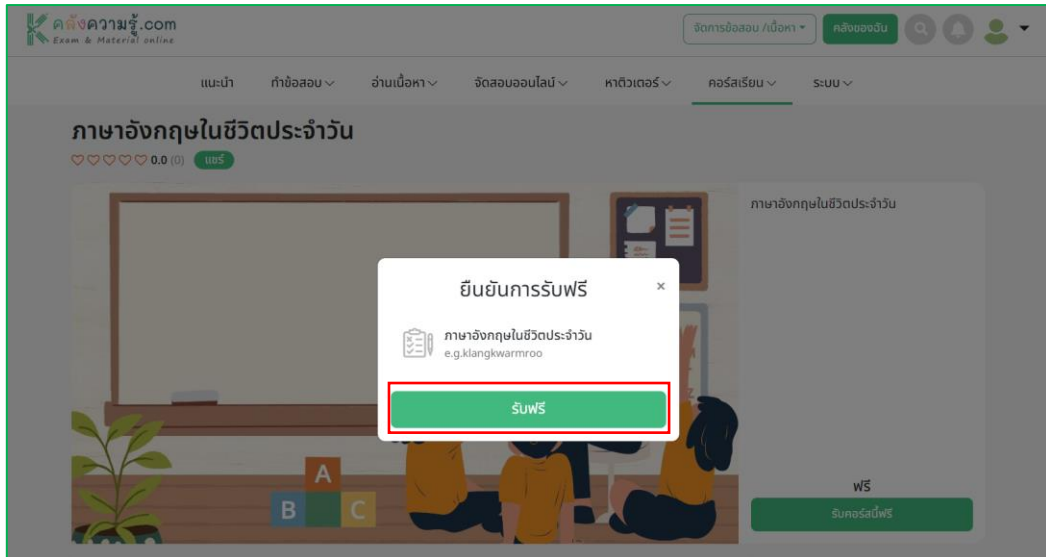 คลังความรู้.com
Exam & Material online
จัดการข้อสอบ /เนื้อหา
คลังของฉัน
แนะนำ ทำข้อสอบ อ่านเนื้อหา จัดสอบออนไลน์ หาติวเตอร์ คอร์สเรียน ระบบ
ภาษาอังกฤษในชีวิตประจำวัน
0.0 (0) แชร์
ภาษาอังกฤษในชีวิตประจำวัน
ยืนยันการรับฟรี ×
ภาษาอังกฤษในชีวิตประจำวัน
e.g.klangkwarmroo
รับฟรี
A
B C
ฟรี
รับคอร์สนี้ฟรี